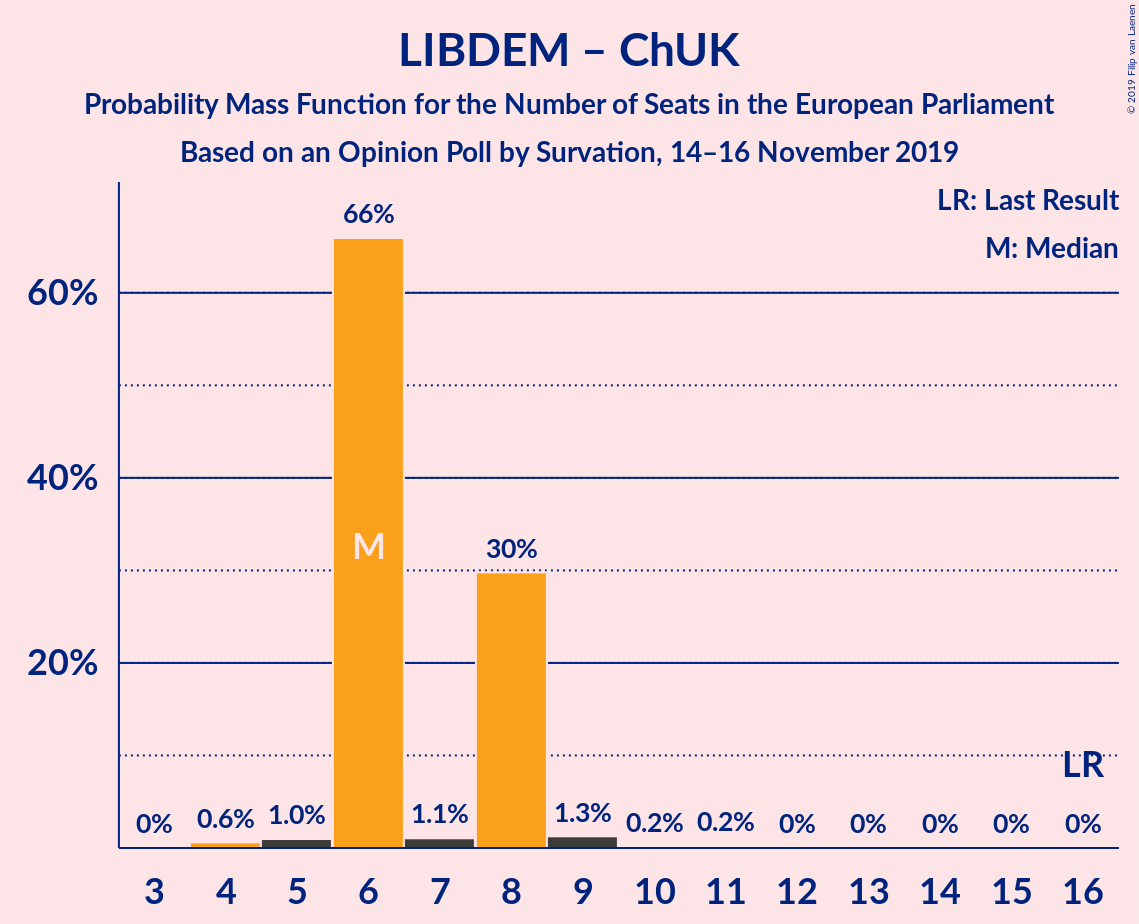 LIBDEM – ChUK
Probability Mass Function for the Number of Seats in the European Parliament
Based on an Opinion Poll by Survation, 14–16 November 2019
© 2019 Filip van Laenen
LR: Last Result
M: Median
60%
40%
20%
0%
0.6%
1.0%
66%
M
1.1%
30%
1.3%
0.2%
0.2%
0%
0%
0%
0%
LR
0%
3 4 5 6 7 8 9 10 11 12 13 14 15 16